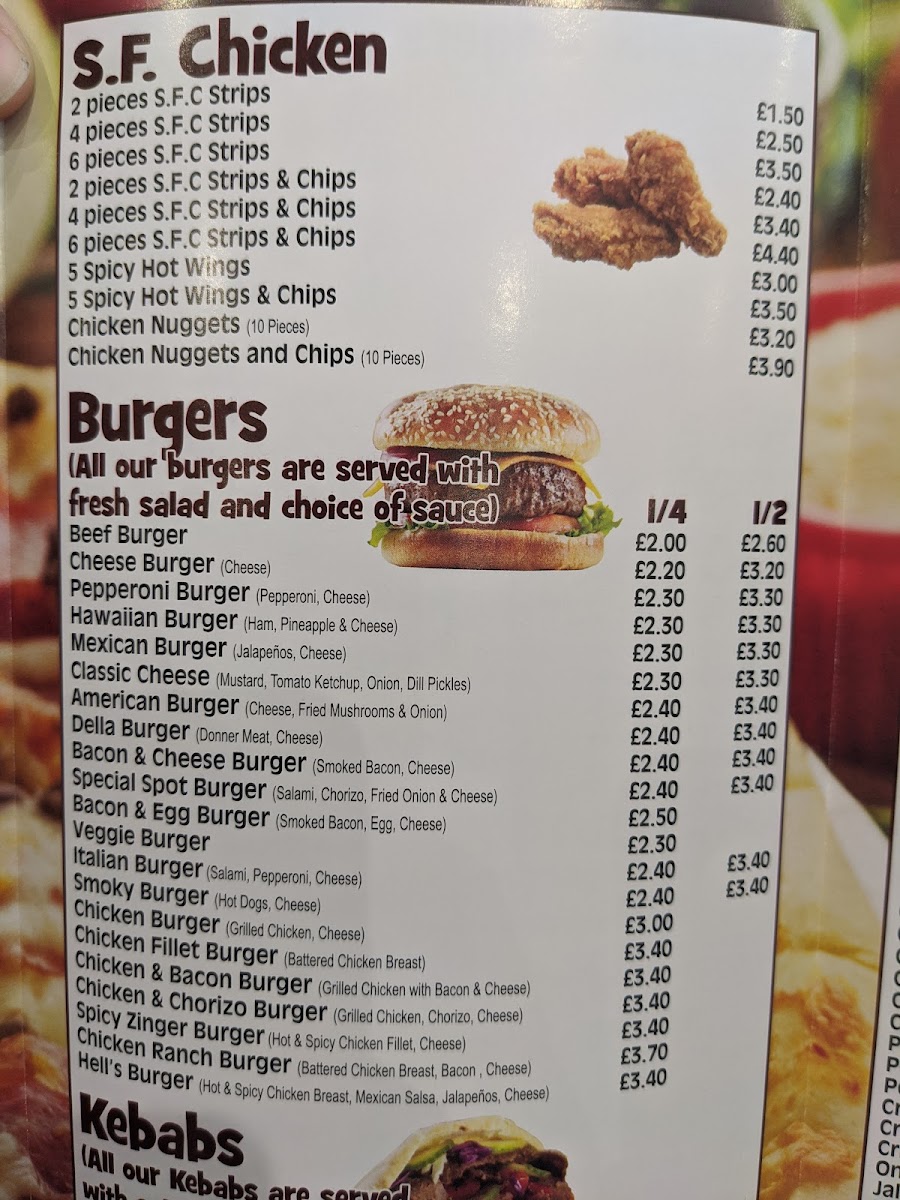 S.F. Chicken
2 pieces S.F.C Strips £1.50
4 pieces S.F.C Strips £2.50
6 pieces S.F.C Strips £3.50
2 pieces S.F.C Strips & Chips £2.40
4 pieces S.F.C Strips & Chips £3.40
6 pieces S.F.C Strips & Chips £4.40
5 Spicy Hot Wings £3.00
5 Spicy Hot Wings & Chips £3.50
Chicken Nuggets (10 Pieces) £3.20
Chicken Nuggets and Chips (10 Pieces) £3.90
Burgers
(All our burgers are served with
fresh salad and choice of sauce) 1/4 1/2
Beef Burger £2.00 £2.60
Cheese Burger (Cheese) £2.20 £3.20
Pepperoni Burger (Pepperoni, Cheese) £2.30 £3.30
Hawaiian Burger (Ham, Pineapple & Cheese) £2.30 £3.30
Mexican Burger (Jalapeños, Cheese) £2.30 £3.30
Classic Cheese (Mustard, Tomato Ketchup, Onion, Dill Pickles) £2.30 £3.30
American Burger (Cheese, Fried Mushrooms & Onion) £2.40 £3.40
Della Burger (Donner Meat, Cheese) £2.40 £3.40
Bacon & Cheese Burger (Smoked Bacon, Cheese) £2.40 £3.40
Special Spot Burger (Salami, Chorizo, Fried Onion & Cheese) £2.40 £3.40
Bacon & Egg Burger (Smoked Bacon, Egg, Cheese) £2.50
Veggie Burger £2.30
Italian Burger (Salami, Pepperoni, Cheese) £2.40 £3.40
Smoky Burger (Hot Dogs, Cheese) £2.40 £3.40
Chicken Burger (Grilled Chicken, Cheese) £3.00
Chicken Fillet Burger (Battered Chicken Breast) £3.40
Chicken & Bacon Burger (Grilled Chicken with Bacon & Cheese) £3.40
Chicken & Chorizo Burger (Grilled Chicken, Chorizo, Cheese) £3.40
Spicy Zinger Burger (Hot & Spicy Chicken Fillet, Cheese) £3.40
Chicken Ranch Burger (Battered Chicken Breast, Bacon , Cheese) £3.70
Hell's Burger (Hot & Spicy Chicken Breast, Mexican Salsa, Jalapeños, Cheese) £3.40
Kebabs
(All our Kebabs are served
with